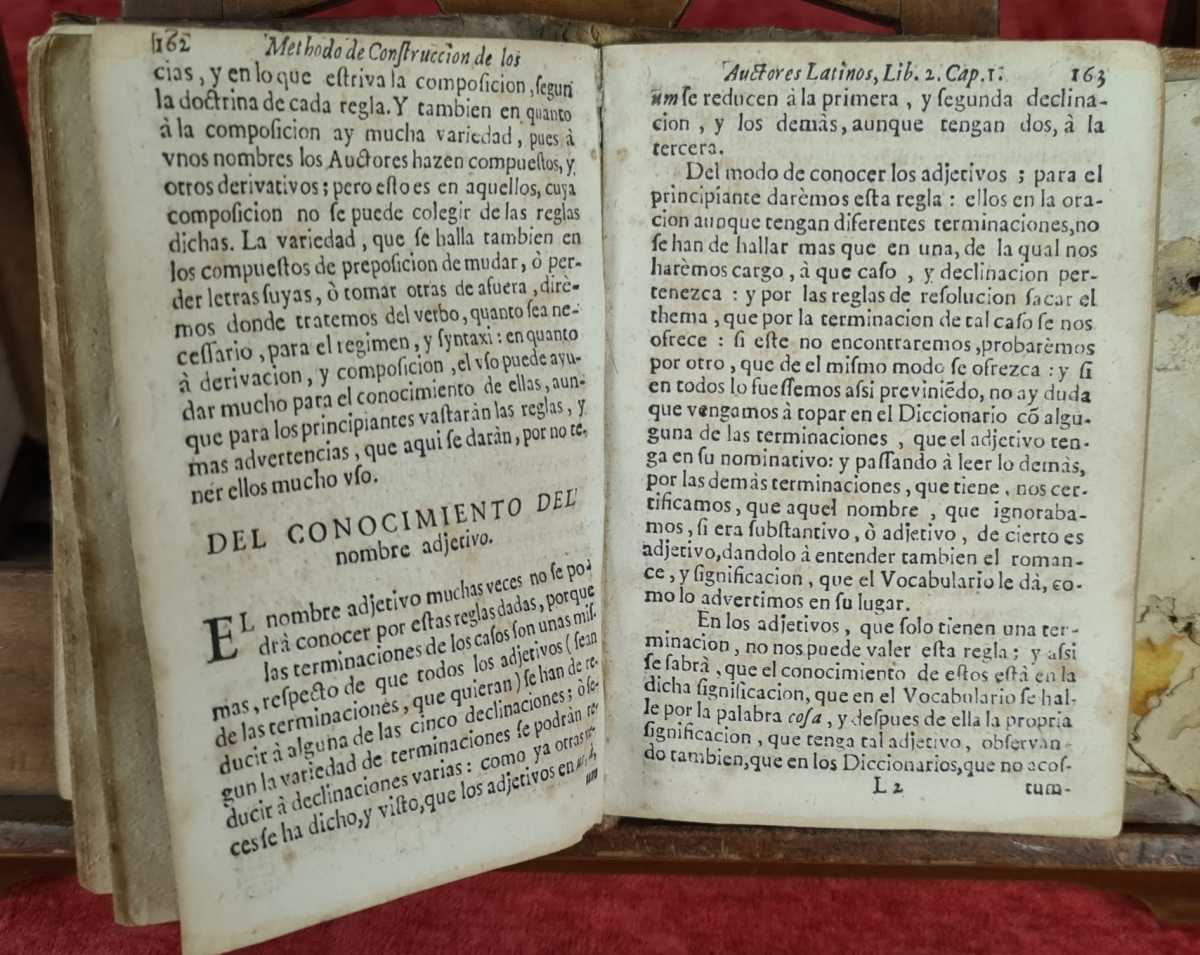 162 Methodo de Construccion de los
cias, y en lo que estriva la composicion, segun
la doctrina de cada regla. Y tambien en quanto
à la composicion ay mucha variedad, pues à
vnos nombres los Auctores hazen compuestos, y
otros derivativos; pero esto es en aquellos, cuya
composicion no se puede colegir de las reglas
dichas. La variedad, que se halla tambien en
los compuestos de preposicion de mudar, ò per-
der letras suyas, ò tomar otras de afuera, dirè-
mos donde tratemos del verbo, quanto sea ne-
cessario, para el regimen, y syntaxi: en quanto
à derivacion, y composicion, el vso puede ayu-
dar mucho para el conocimiento de ellas, aun-
que para los principiantes vastaràn las reglas, y
mas advertencias, que aqui se daràn, por no te-
ner ellos mucho vso.
DEL CONOCIMIENTO DEL
nombre adjetivo.
EL nombre adjetivo muchas veces no se po-
drà conocer por estas reglas dadas, porque
las terminaciones de los casos son unas mis-
mas, respecto de que todos los adjetivos (sean
de las terminaciones, que quieran) se han de re-
ducir à alguna de las cinco declinaciones; ò se-
gun la variedad de terminaciones se podràn re-
ducir à declinaciones varias: como ya otras ve-
ces se ha dicho, y visto, que los adjetivos en us, a,
um
Auctores Latinos, Lib. 2. Cap. 1. 163
um se reducen à la primera, y segunda declina-
cion, y los demàs, aunque tengan dos, à la
tercera.
Del modo de conocer los adjetivos; para el
principiante darèmos esta regla: ellos en la ora-
cion aunque tengan diferentes terminaciones, no
se han de hallar mas que en una, de la qual nos
harèmos cargo, à que caso, y declinacion per-
tenezca: y por las reglas de resolucion sacar el
thema, que por la terminacion de tal caso se nos
ofrece: si este no encontraremos, probarèmos
por otro, que de el mismo modo se ofrezca: y si
en todos lo fuessemos assi previniẽdo, no ay duda
que vengamos à topar en el Diccionario cõ algu-
guna de las terminaciones, que el adjetivo ten-
ga en su nominativo: y passando à leer lo demàs,
por las demàs terminaciones, que tiene, nos cer-
tificamos, que aquel nombre, que ignoraba-
mos, si era substantivo, ò adjetivo, de cierto es
adjetivo, dandolo à entender tambien el roman-
ce, y significacion, que el Vocabulario le dà, co-
mo lo advertimos en su lugar.
En los adjetivos, que solo tienen una ter-
minacion, no nos puede valer esta regla; y assi
se sabrà, que el conocimiento de estos està en la
dicha significacion, que en el Vocabulario se hal-
le por la palabra cosa, y despues de ella la propria
significacion, que tenga tal adjetivo, observan-
do tambien, que en los Diccionarios, que no acos-
L 2 tum-